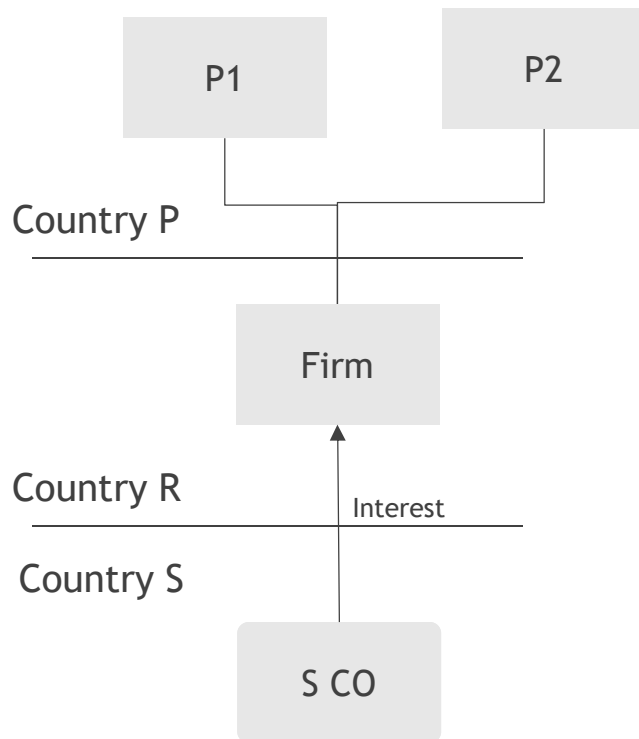 P1
P2
Country P
Firm
Country R
Interest
Country S
S CO